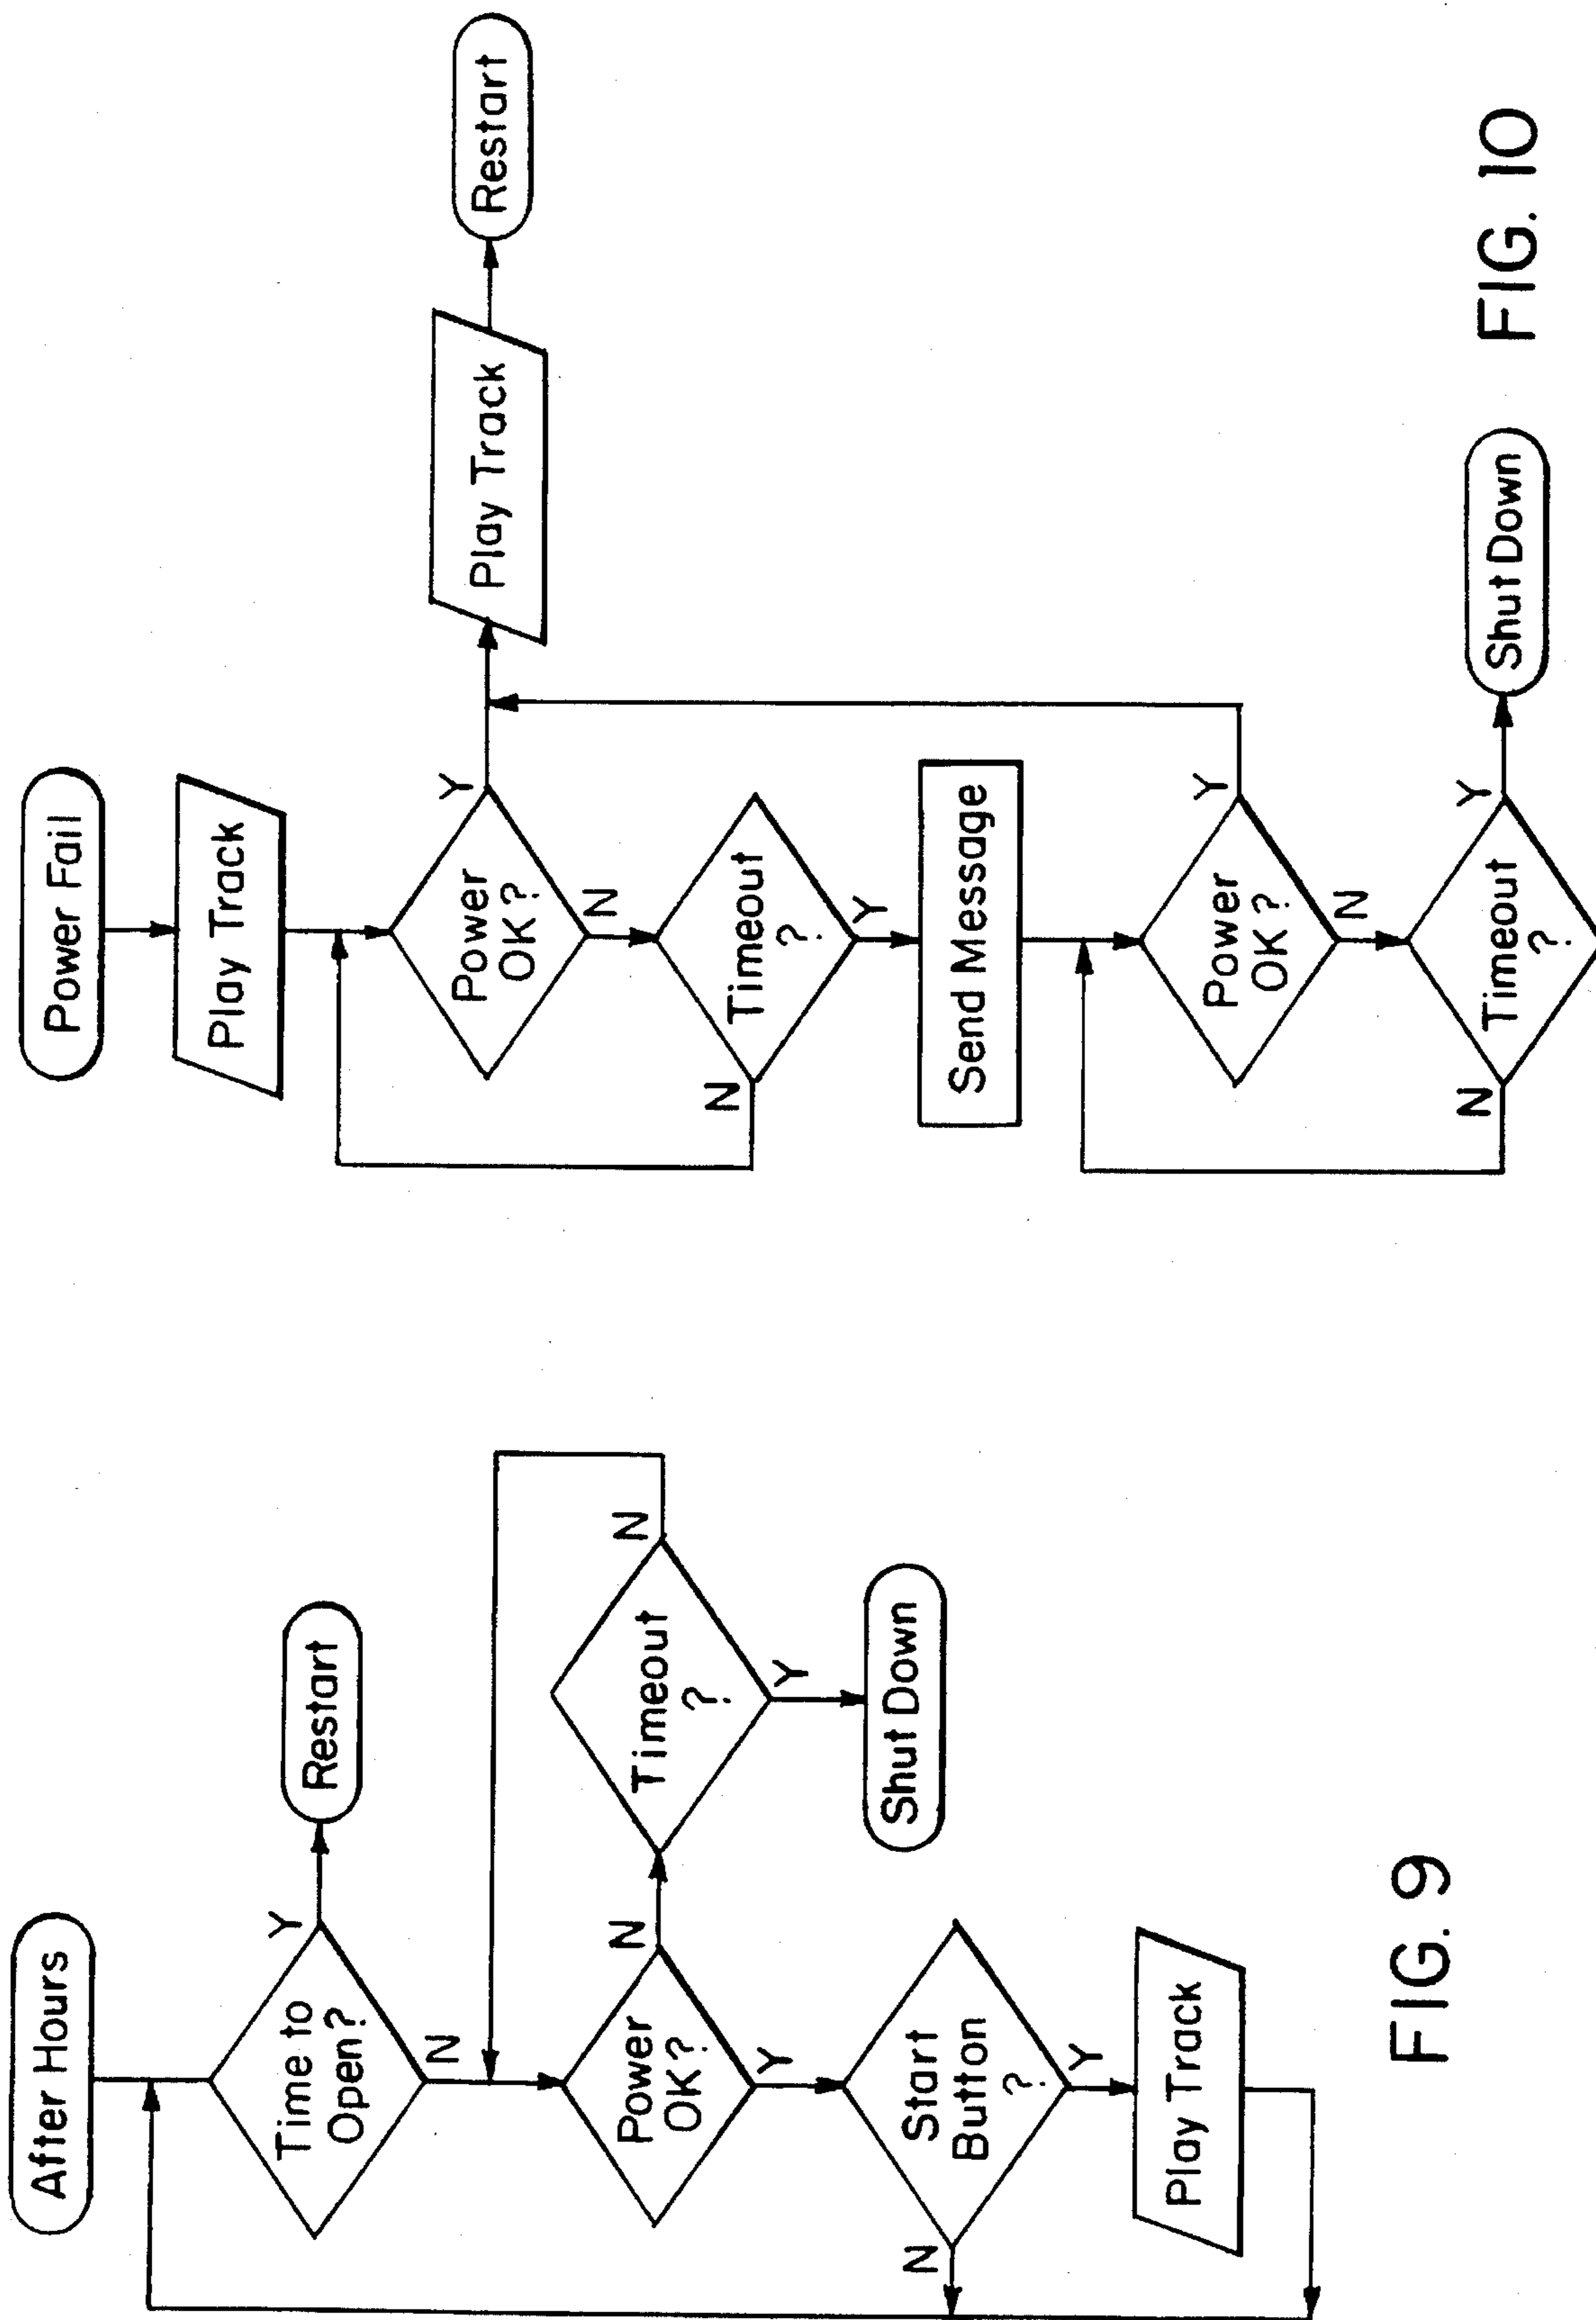 After Hours
Time to
Open?
Y
Restart
N
Power
OK?
N
Timeout
?
N
Y
Shut Down
Y
Start
Button
?
N
Y
Play Track
FIG. 9
Power Fail
Play Track
Power
OK?
Y
Play Track
Restart
N
Timeout
?
N
Y
Send Message
Power
OK?
Y
N
Timeout
?
N
Y
Shut Down
FIG. 10